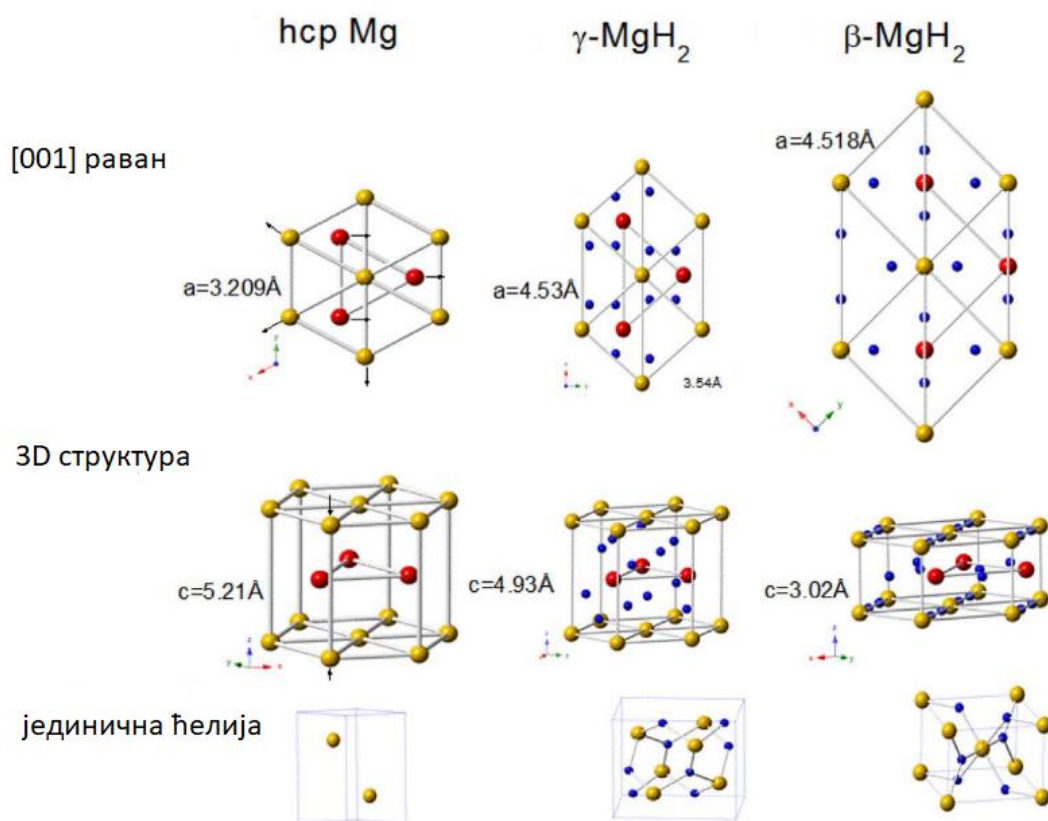 hcp Mg γ-MgH₂ β-MgH₂
[001] раван
a=3.209Å a=4.53Å a=4.518Å
3.54Å
3D структура
c=5.21Å c=4.93Å c=3.02Å
јединична ћелија